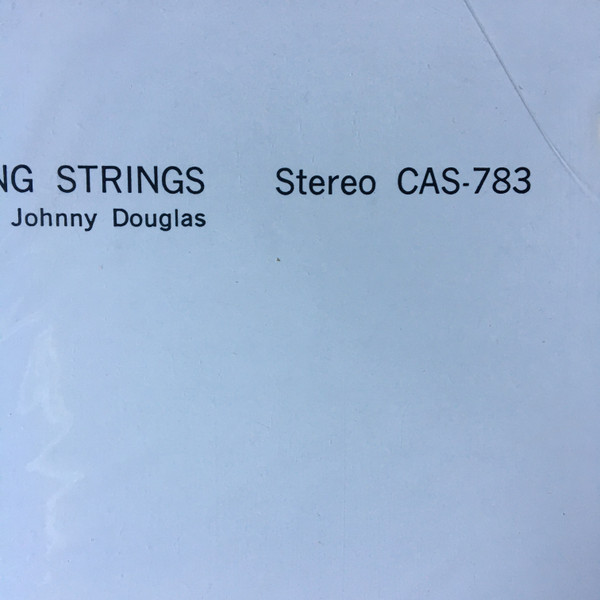 NG STRINGS Stereo CAS-783
Johnny Douglas